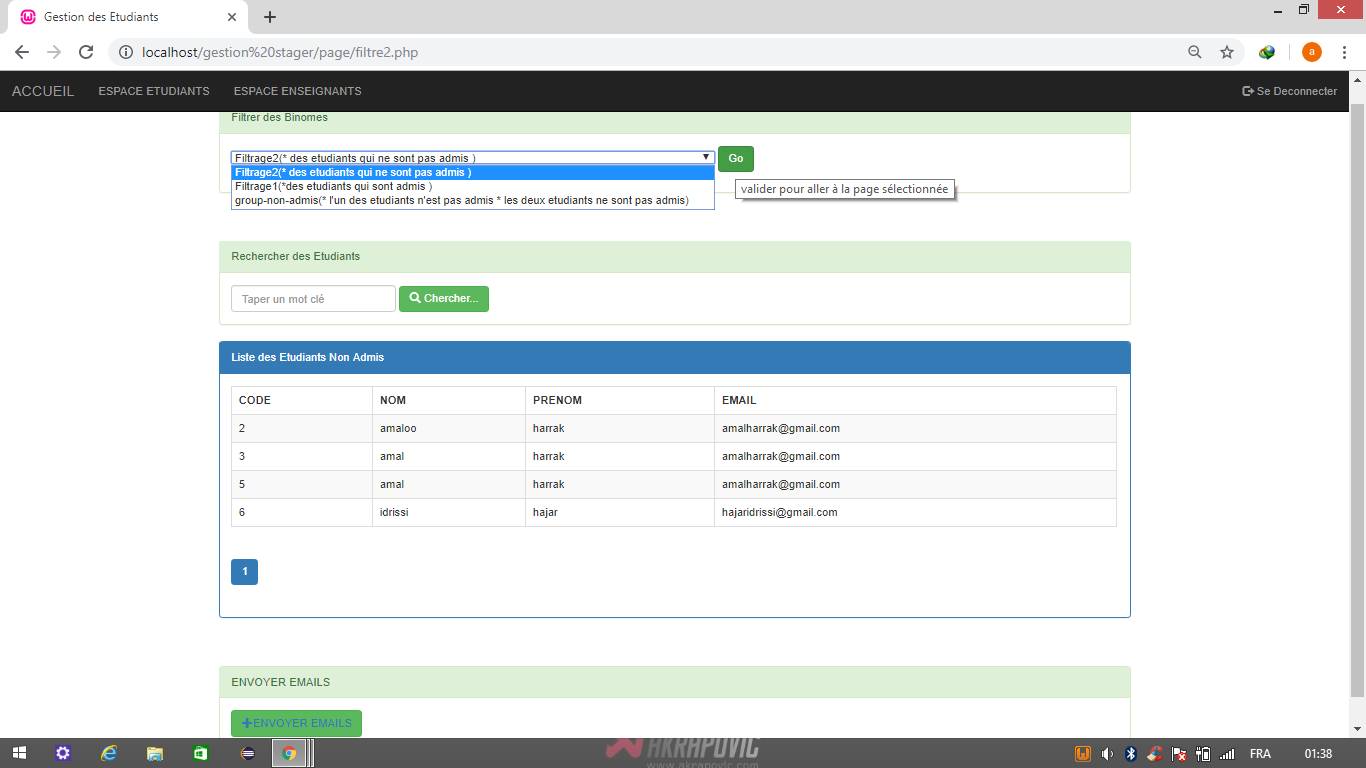 Gestion des Etudiants
localhost/gestion%20stager/page/filtre2.php
a
ACCUEIL ESPACE ETUDIANTS ESPACE ENSEIGNANTS Se Deconnecter
Filtrer des Binomes
Filtrage2(* des etudiants qui ne sont pas admis ) Go
Filtrage2(* des etudiants qui ne sont pas admis )
Filtrage1(*des etudiants qui sont admis )
group-non-admis(* l'un des etudiants n'est pas admis * les deux etudiants ne sont pas admis)
valider pour aller à la page sélectionnée
Rechercher des Etudiants
Taper un mot clé Chercher...
Liste des Etudiants Non Admis
CODE NOM PRENOM EMAIL
2 amaloo harrak amalharrak@gmail.com
3 amal harrak amalharrak@gmail.com
5 amal harrak amalharrak@gmail.com
6 idrissi hajar hajaridrissi@gmail.com
1
ENVOYER EMAILS
ENVOYER EMAILS
AKRAPOVIC
www.akrapovic.com
FRA 01:38